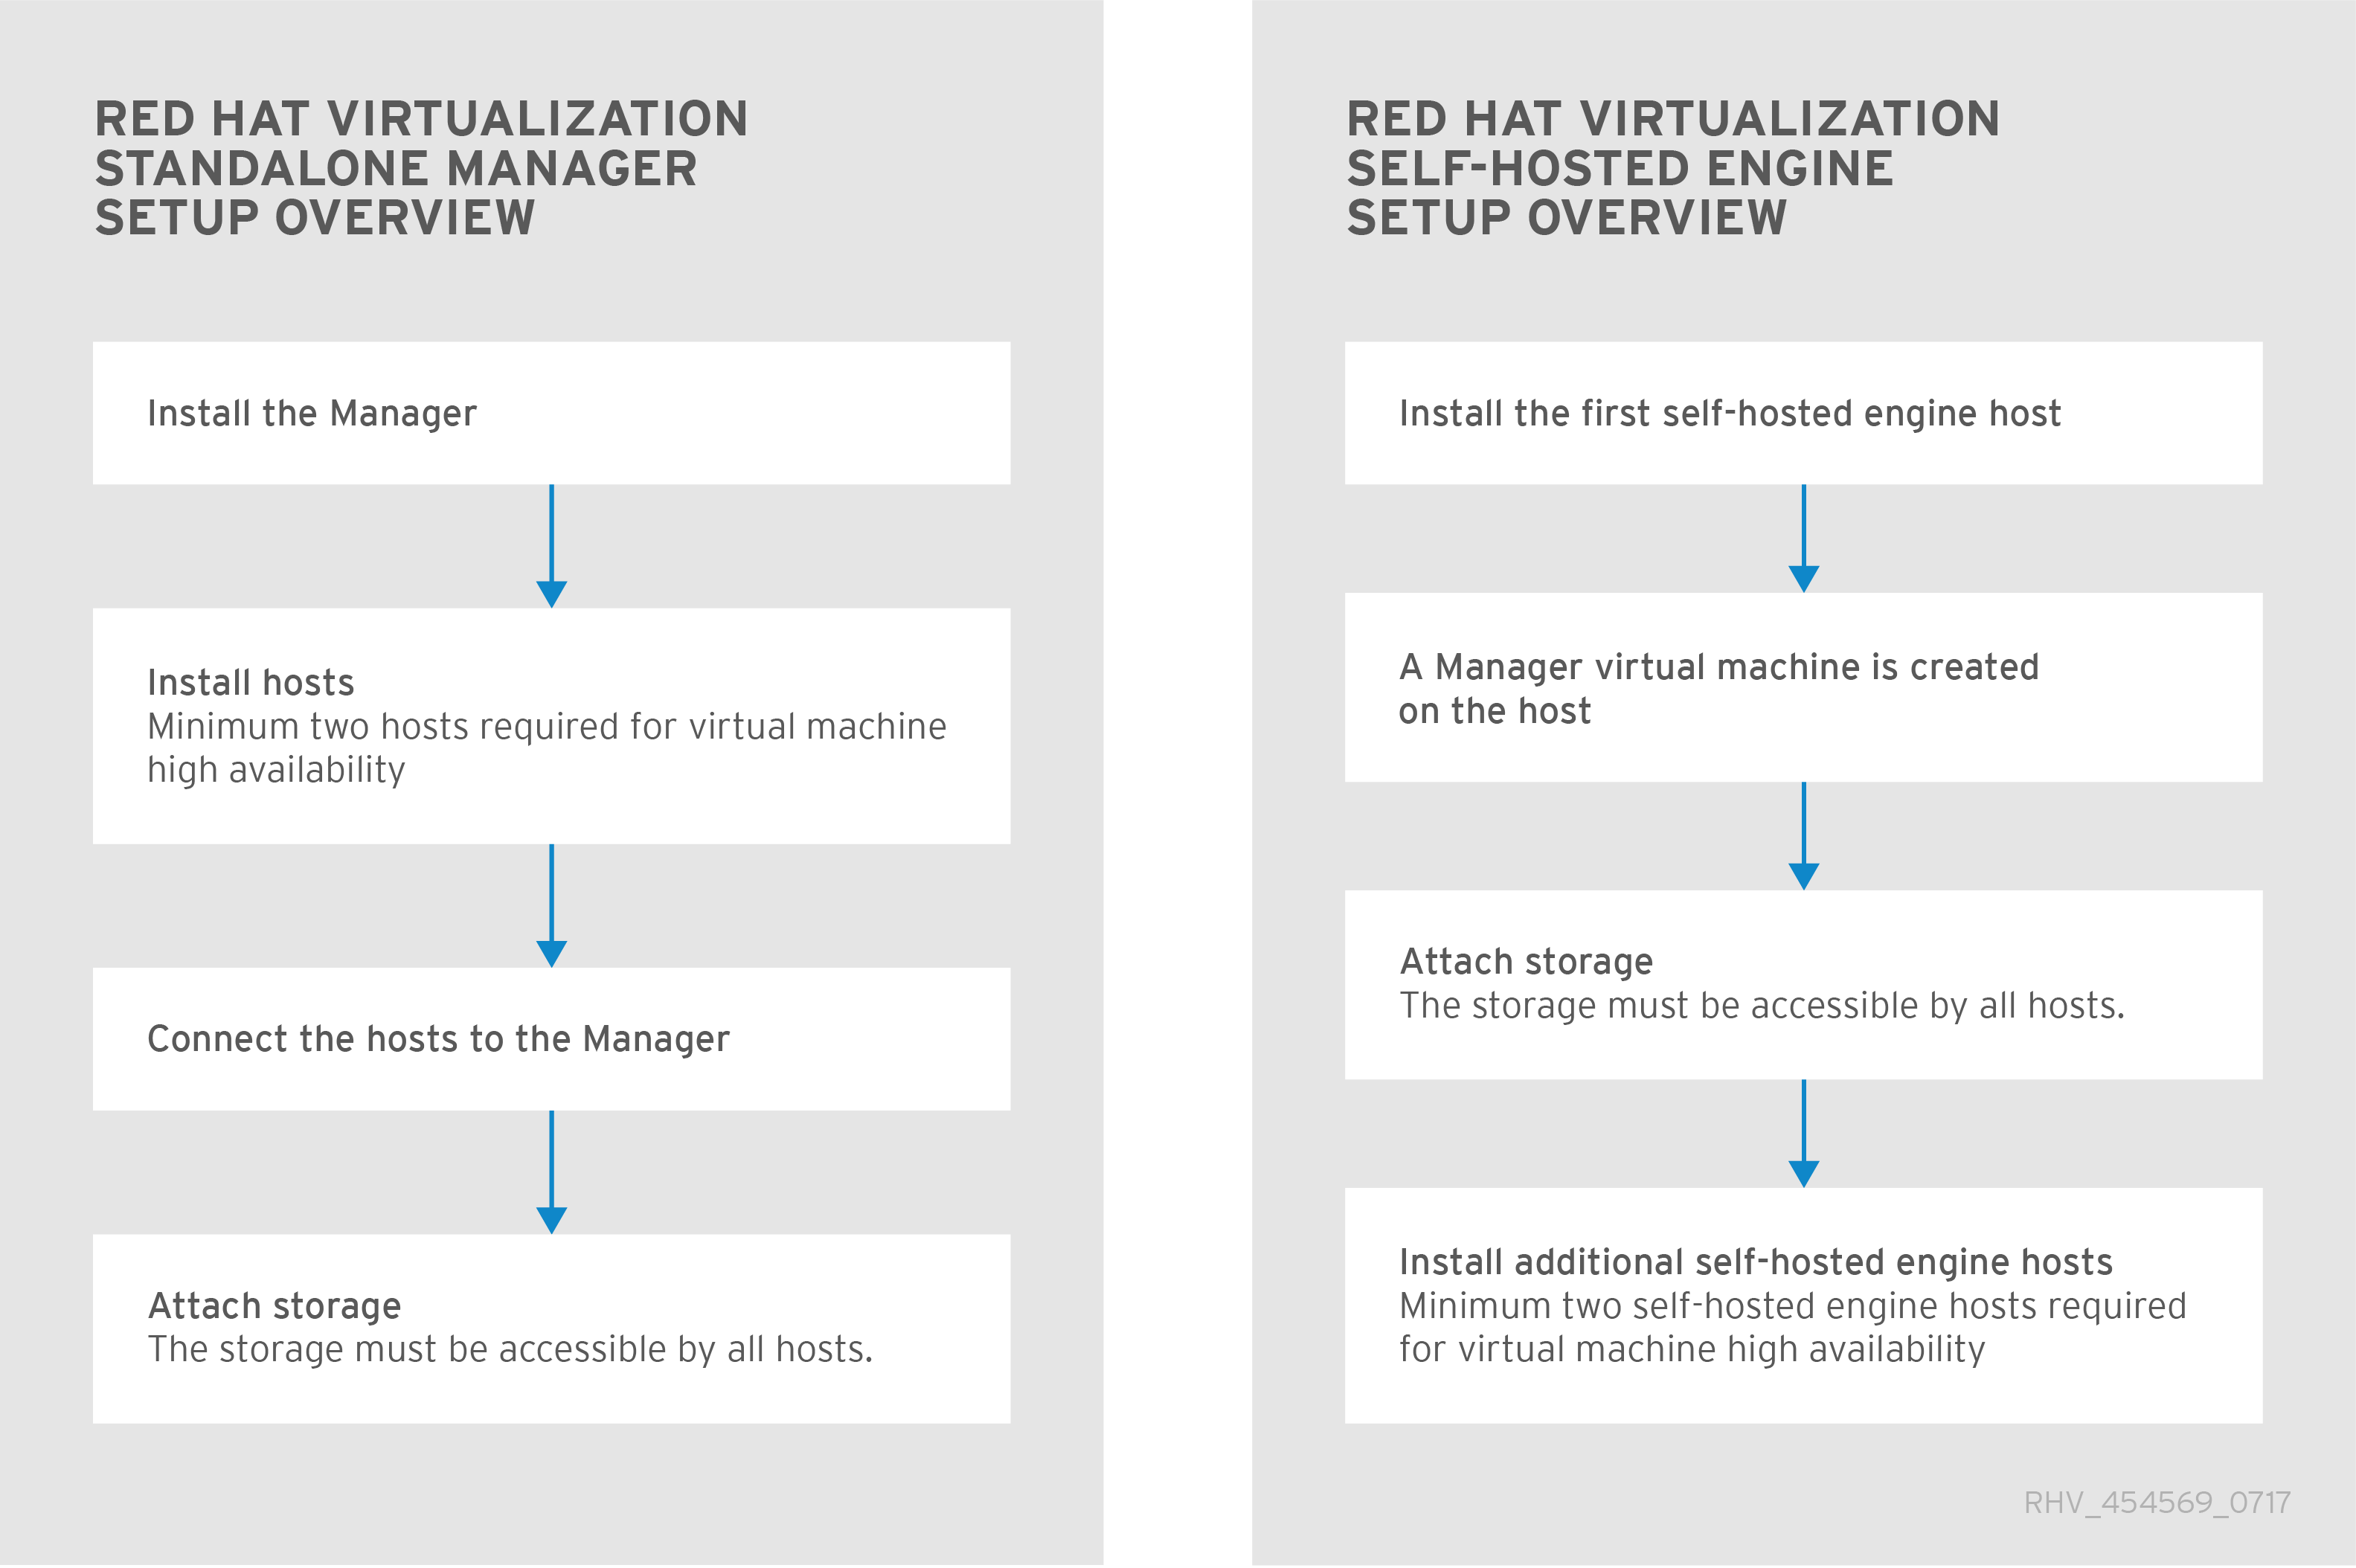 RED HAT VIRTUALIZATION
STANDALONE MANAGER
SETUP OVERVIEW
Install the Manager
Install hosts
Minimum two hosts required for virtual machine
high availability
Connect the hosts to the Manager
Attach storage
The storage must be accessible by all hosts.
RED HAT VIRTUALIZATION
SELF-HOSTED ENGINE
SETUP OVERVIEW
Install the first self-hosted engine host
A Manager virtual machine is created
on the host
Attach storage
The storage must be accessible by all hosts.
Install additional self-hosted engine hosts
Minimum two self-hosted engine hosts required
for virtual machine high availability
RHV_454569_0717